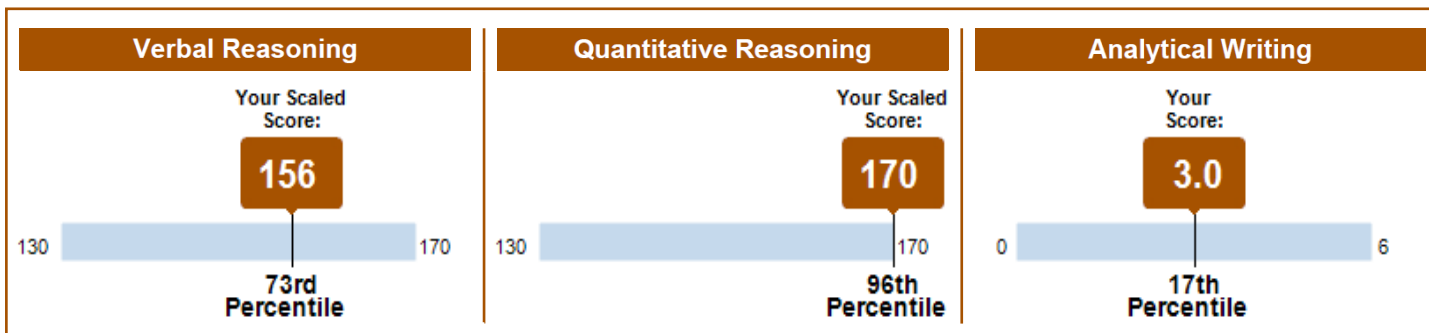 Verbal Reasoning
Your Scaled
Score:
156
130
170
73rd
Percentile
Quantitative Reasoning
Your Scaled
Score:
170
130
170
96th
Percentile
Analytical Writing
Your
Score:
3.0
0
6
17th
Percentile